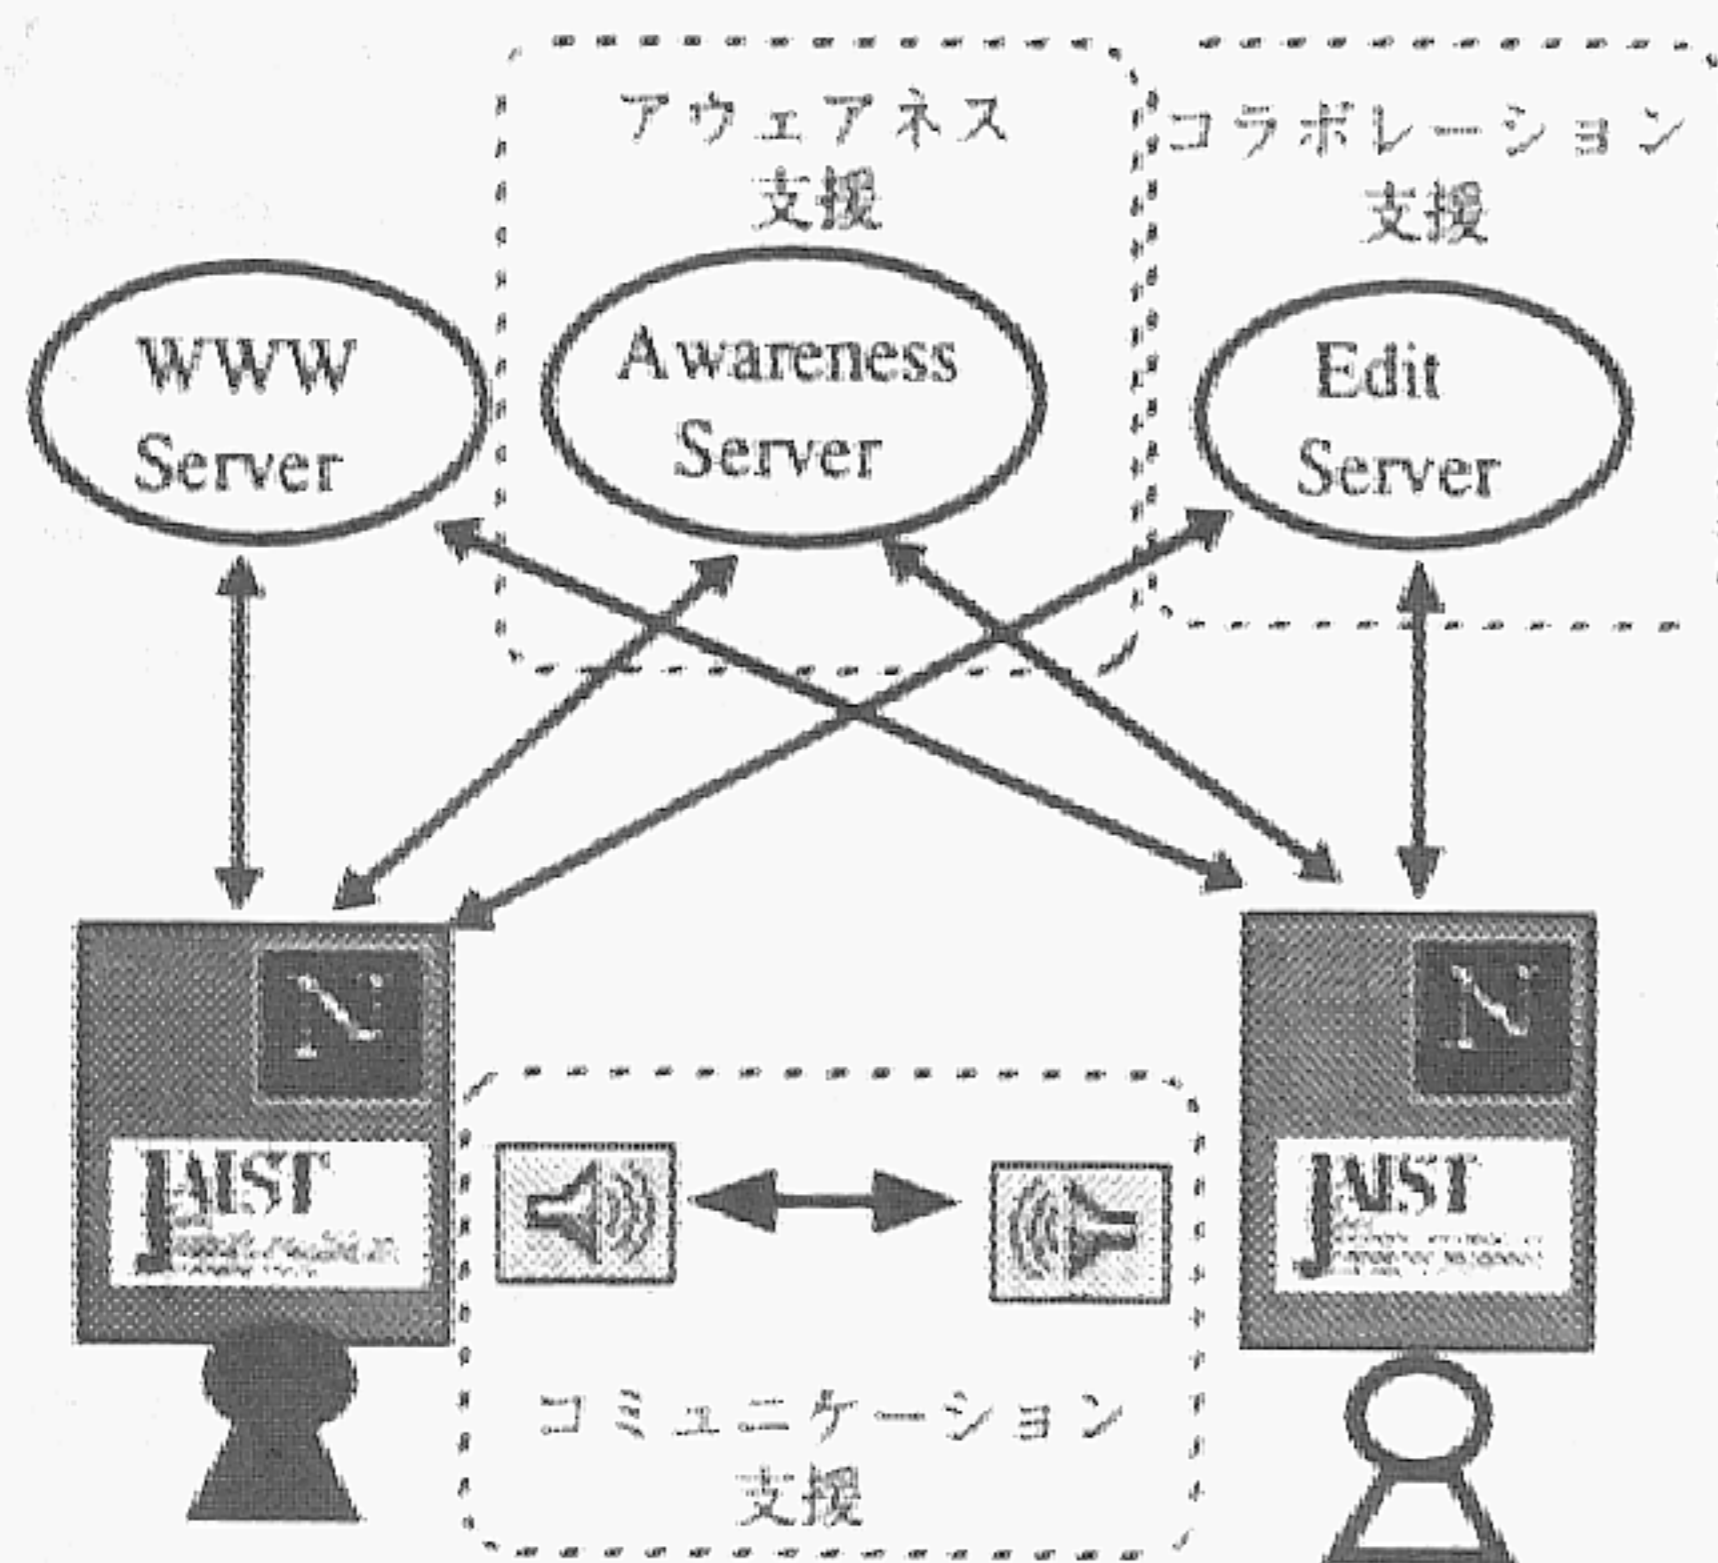 アウェアネス
支援
コラボレーション
支援
WWW
Server
Awareness
Server
Edit
Server
N
N
JAIST
JAIST
コミュニケーション
支援